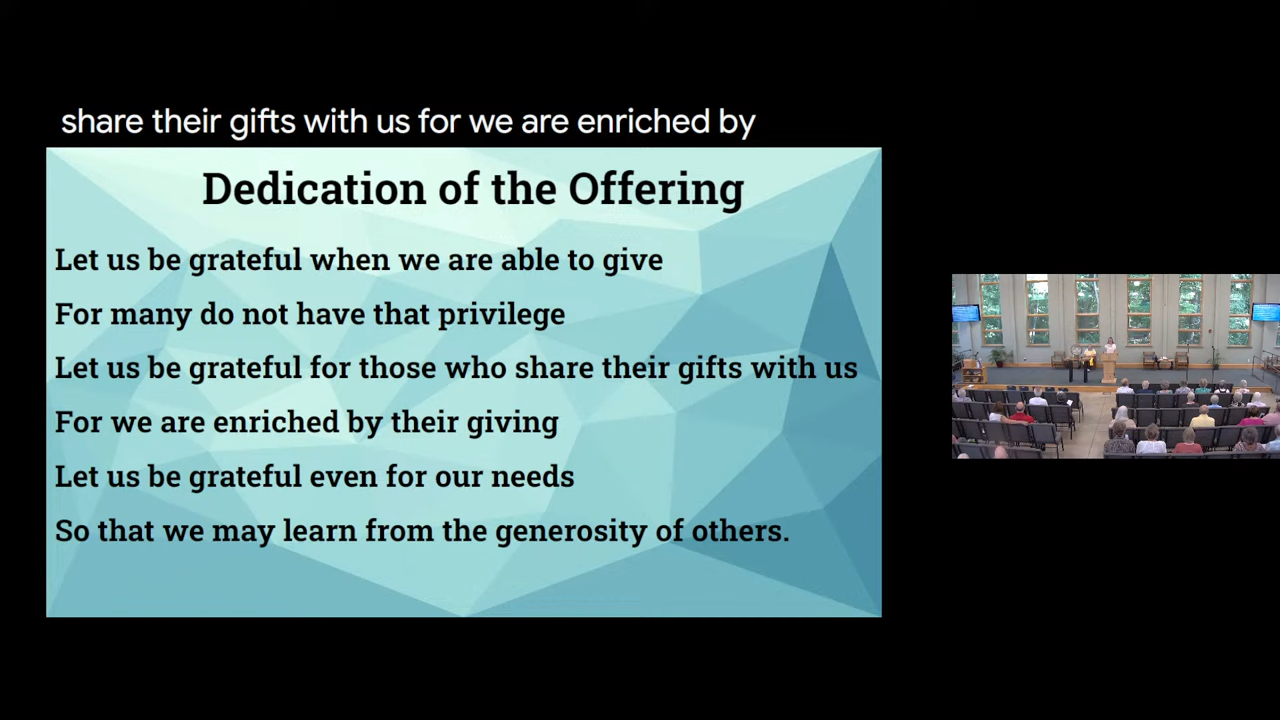 share their gifts with us for we are enriched by
Dedication of the Offering
Let us be grateful when we are able to give
For many do not have that privilege
Let us be grateful for those who share their gifts with us
For we are enriched by their giving
Let us be grateful even for our needs
So that we may learn from the generosity of others.